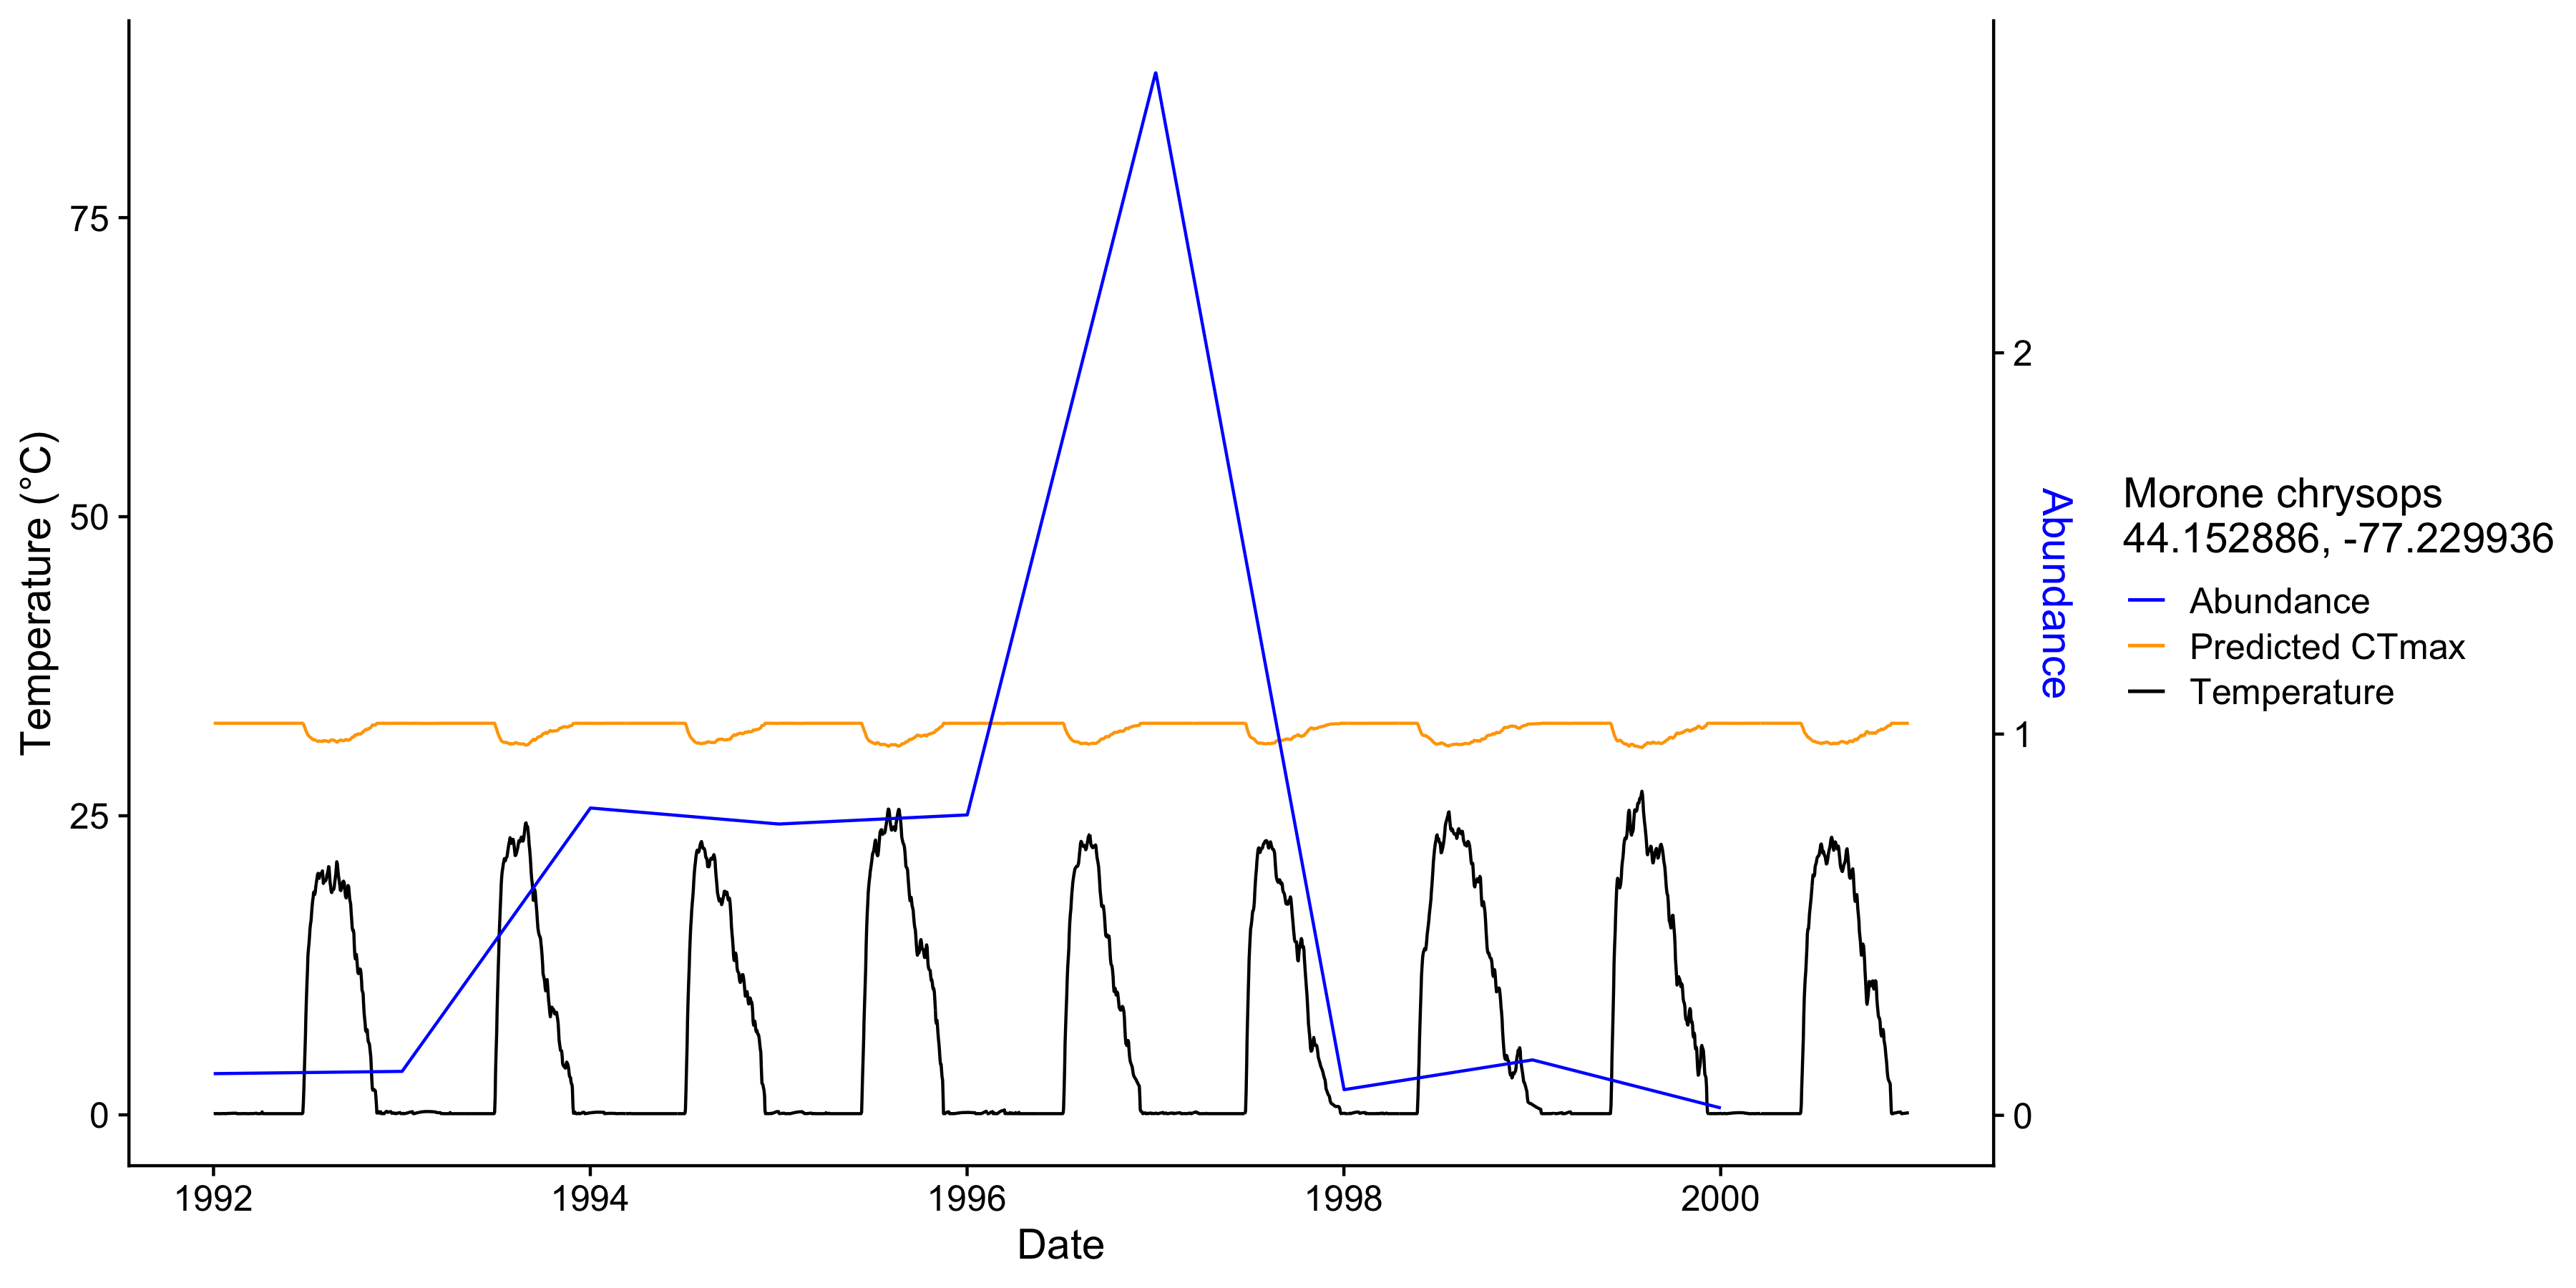 Temperature (°C)
75
50
25
0
1992
1994
1996
1998
2000
Date
2
1
0
Abundance
Morone chrysops
44.152886, -77.229936
Abundance
Predicted CTmax
Temperature